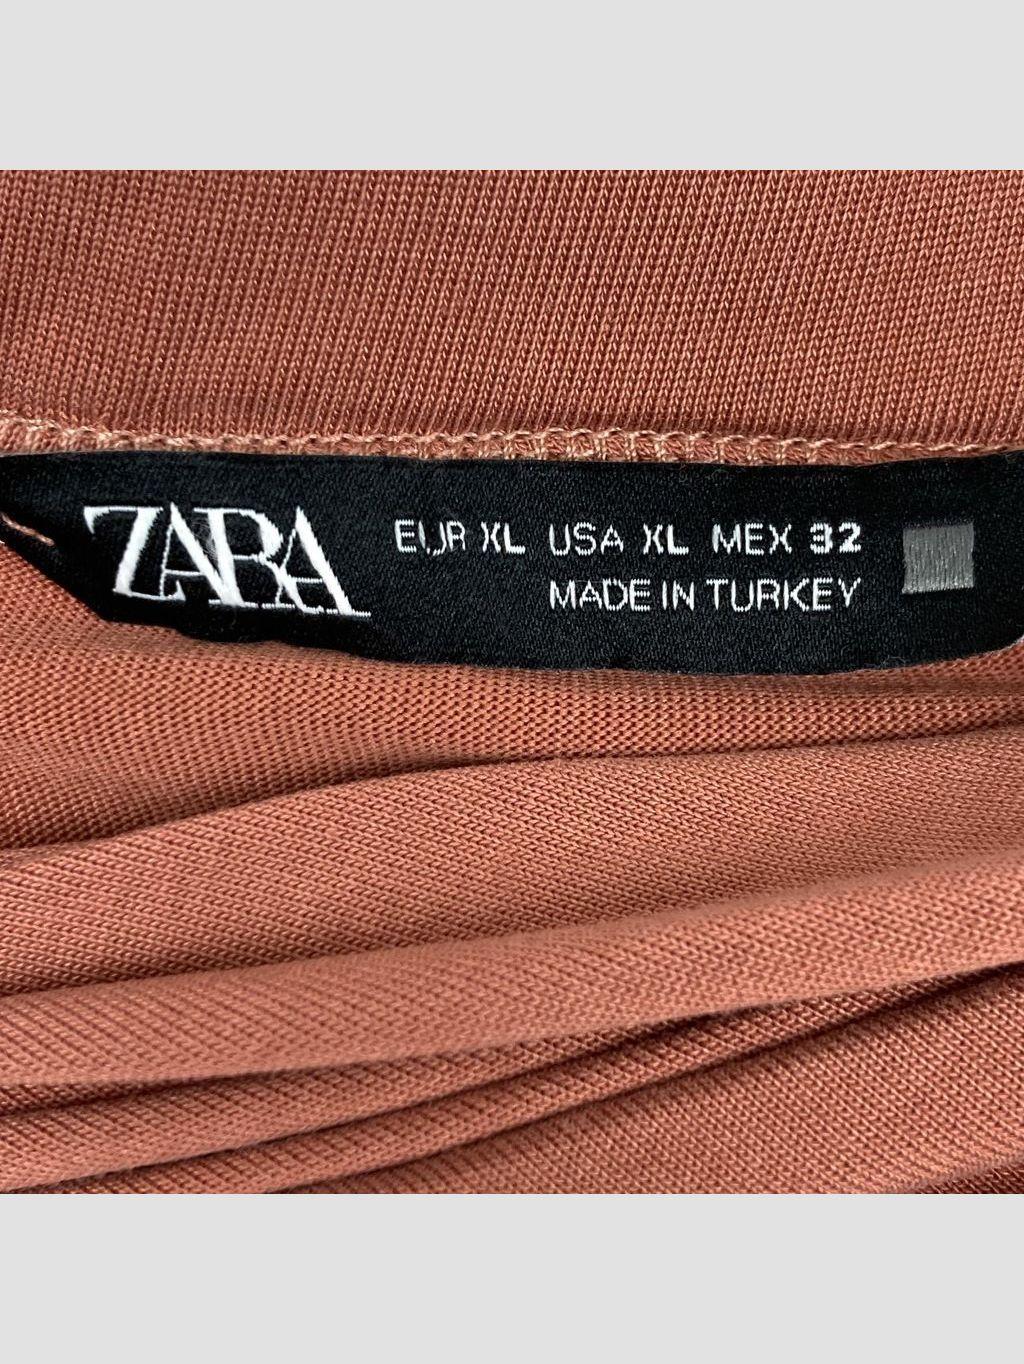 ZARA
EUR XL USA XL MEX 32
MADE IN TURKEY